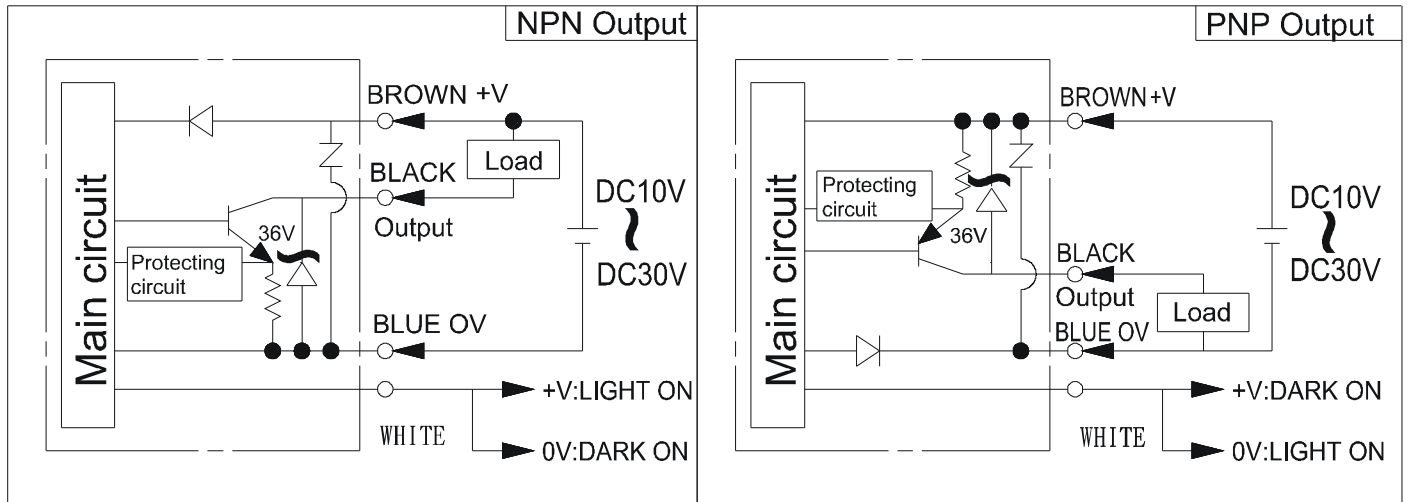 NPN Output
Main circuit
BROWN +V
Load
BLACK
Output
36V
Protecting
circuit
DC10V
DC30V
BLUE OV
+V:LIGHT ON
WHITE
0V:DARK ON
PNP Output
Main circuit
BROWN+V
Protecting
circuit
36V
DC10V
DC30V
BLACK
Output
Load
BLUE OV
+V:DARK ON
WHITE
0V:LIGHT ON